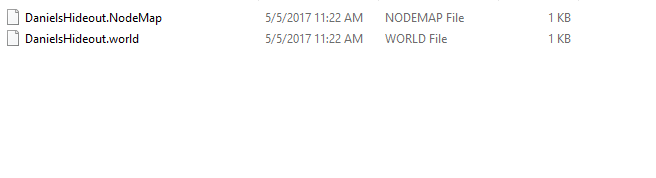 DanielsHideout.NodeMap 5/5/2017 11:22 AM NODEMAP File 1 KB
DanielsHideout.world 5/5/2017 11:22 AM WORLD File 1 KB